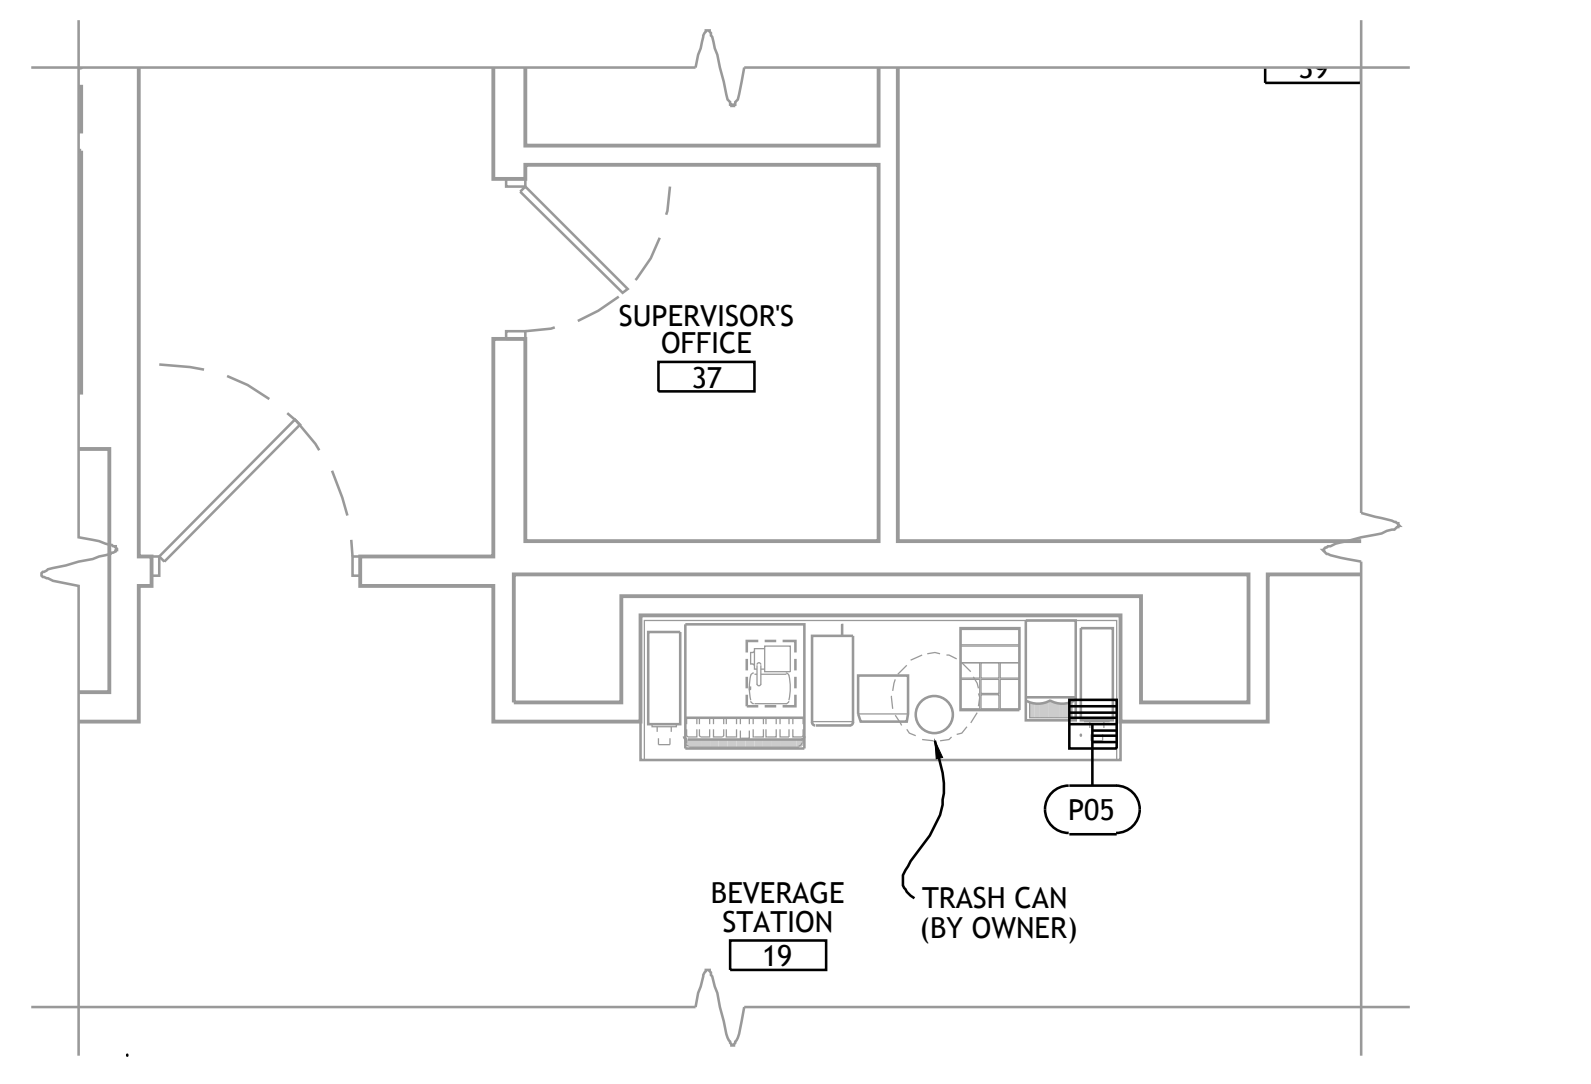 SUPERVISOR'S
OFFICE
37
P05
TRASH CAN
(BY OWNER)
BEVERAGE
STATION
19